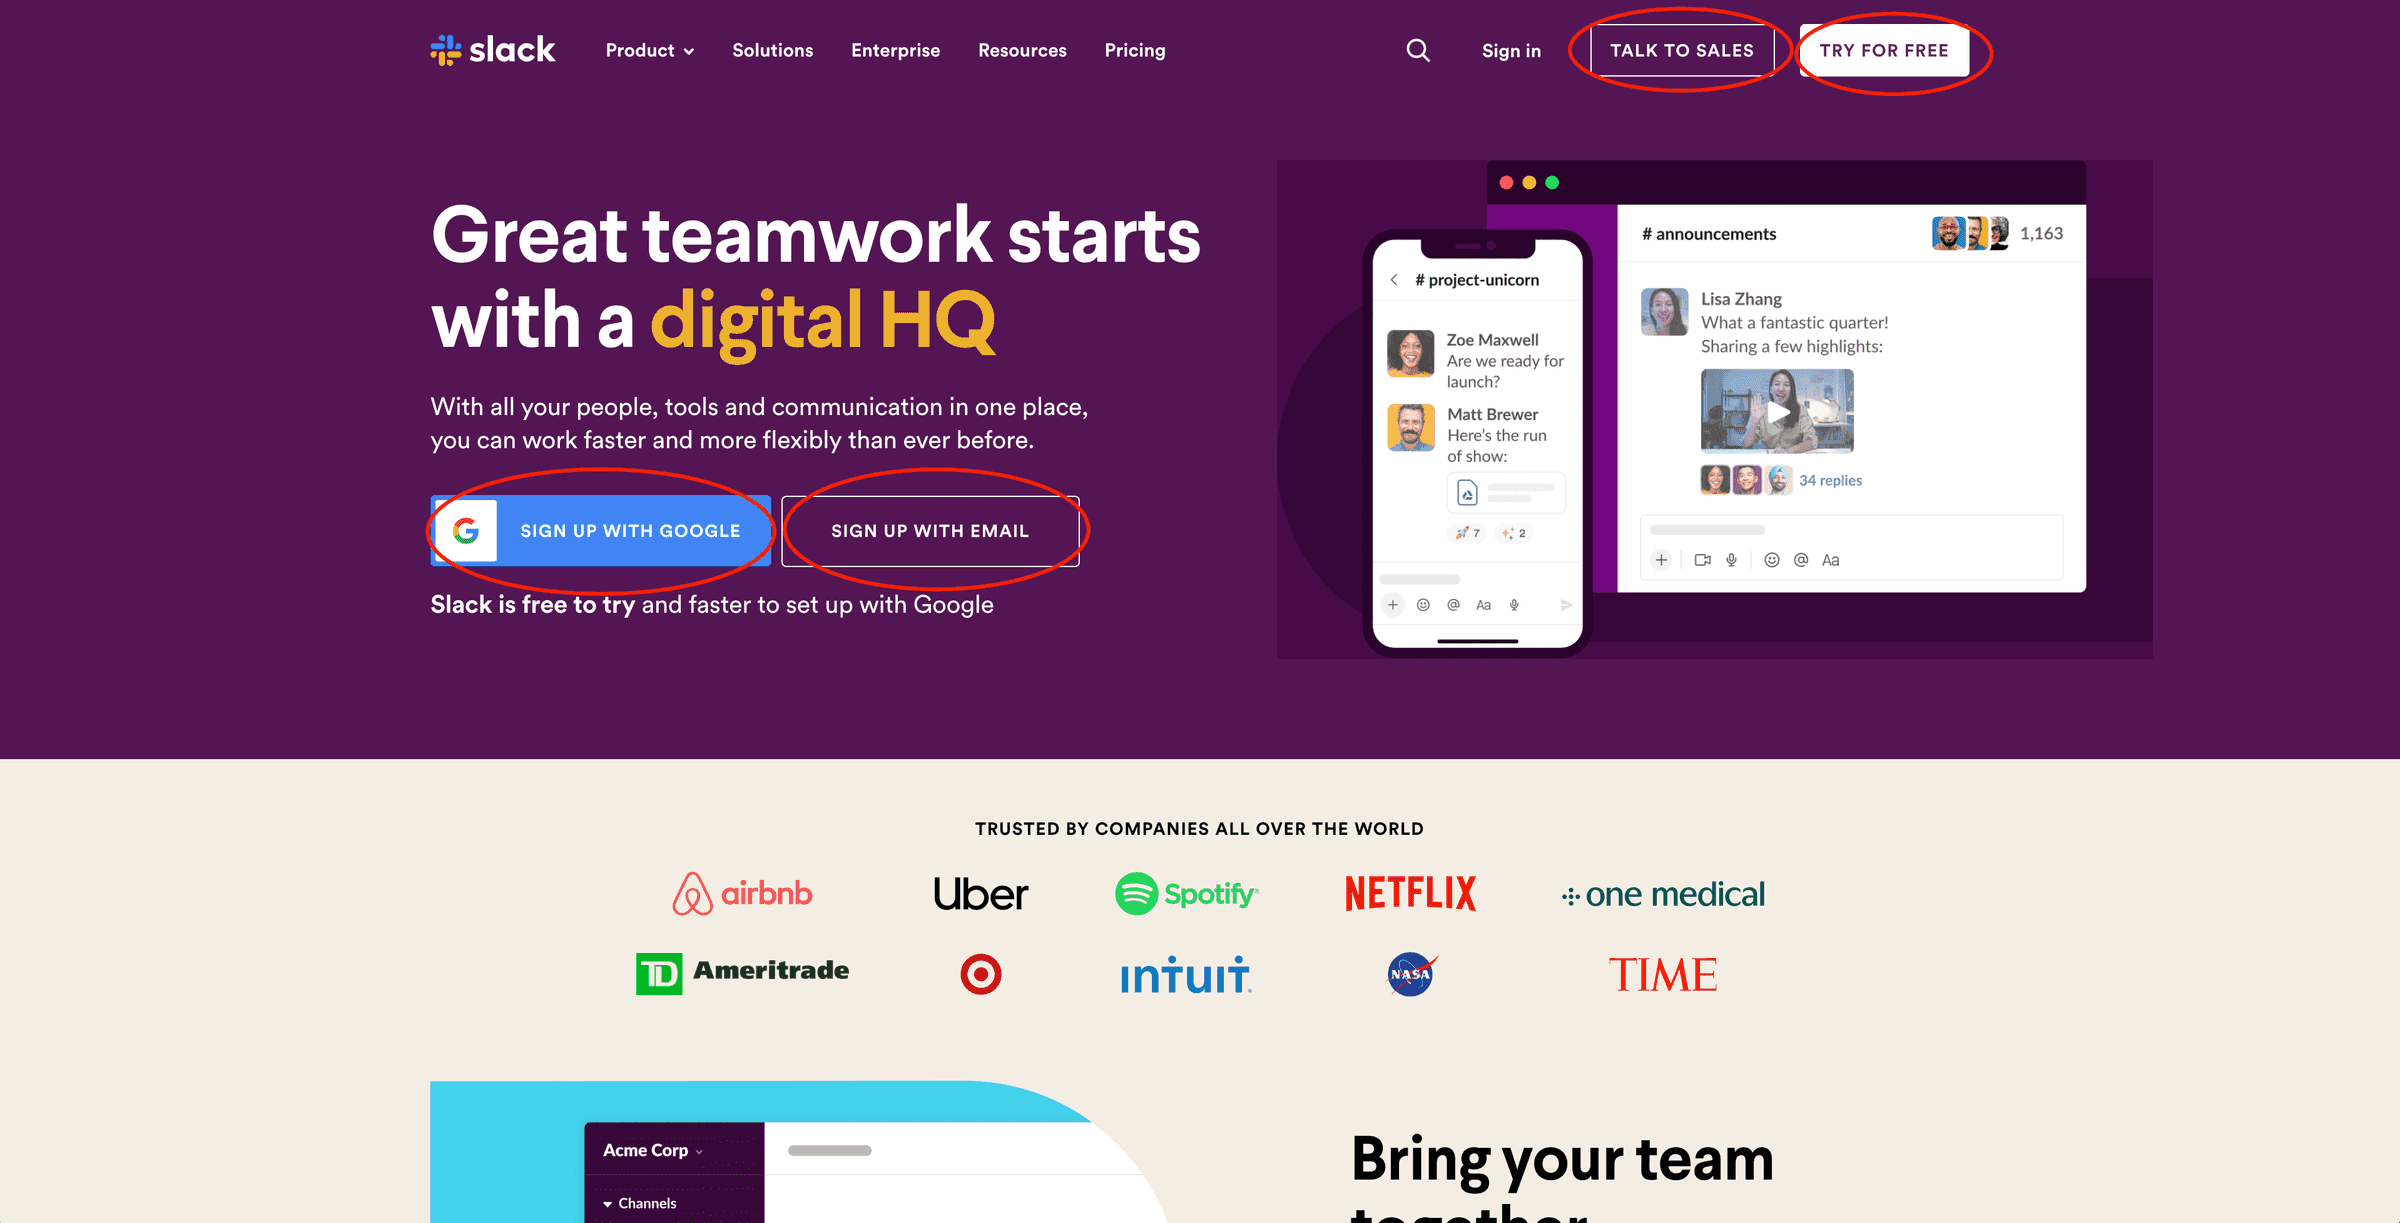 slack
Product
Solutions
Enterprise
Resources
Pricing
Sign in
TALK TO SALES
TRY FOR FREE
Great teamwork starts
with a digital HQ
With all your people, tools and communication in one place,
you can work faster and more flexibly than ever before.
SIGN UP WITH GOOGLE
SIGN UP WITH EMAIL
Slack is free to try and faster to set up with Google
# project-unicorn
Zoe Maxwell
Are we ready for
launch?
Matt Brewer
Here's the run
of show:
7
2
@ Aa
# announcements
1,163
Lisa Zhang
What a fantastic quarter!
Sharing a few highlights:
34 replies
@ Aa
TRUSTED BY COMPANIES ALL OVER THE WORLD
airbnb
Uber
Spotify
NETFLIX
one medical
TD Ameritrade
INTUIT
NASA
TIME
Acme Corp
Channels
Bring your team
together